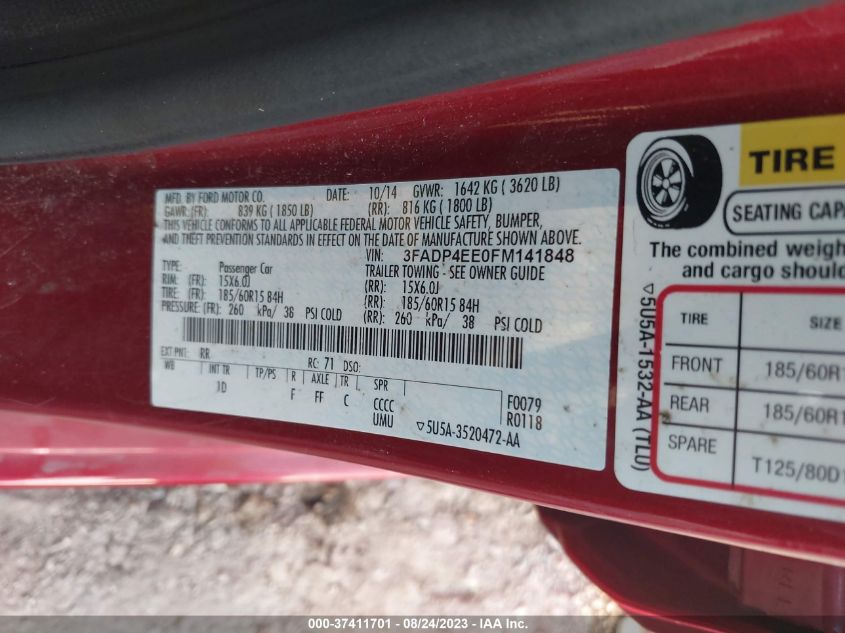 MFD. BY FORD MOTOR CO. DATE: 10/14 GVWR: 1642 KG ( 3620 LB)
GAWR: (FR): 839 KG ( 1850 LB) (RR): 816 KG ( 1800 LB)
THIS VEHICLE CONFORMS TO ALL APPLICABLE FEDERAL MOTOR VEHICLE SAFETY, BUMPER,
AND THEFT PREVENTION STANDARDS IN EFFECT ON THE DATE OF MANUFACTURE SHOWN ABOVE.
VIN: 3FADP4EE0FM141848
TYPE: Passenger Car TRAILER TOWING - SEE OWNER GUIDE
RIM: (FR): 15X6.0J (RR): 15X6.0J
TIRE: (FR): 185/60R15 84H (RR): 185/60R15 84H
PRESSURE: (FR): 260 kPa/ 38 PSI COLD (RR): 260 kPa/ 38 PSI COLD
EXT PNT: RR RC: 71 DSO:
WB INT TR TP/PS R AXLE TR SPR
JD F FF C CCCC F0079
UMU R0118
▽5U5A-3520472-AA
TIRE
SEATING CAPA
The combined weigh
and cargo should
TIRE SIZE
FRONT 185/60R1
REAR 185/60R1
SPARE T125/80D1
▽5U5A-1532-AA (TL0)
000-37411701 - 08/24/2023 - IAA Inc.